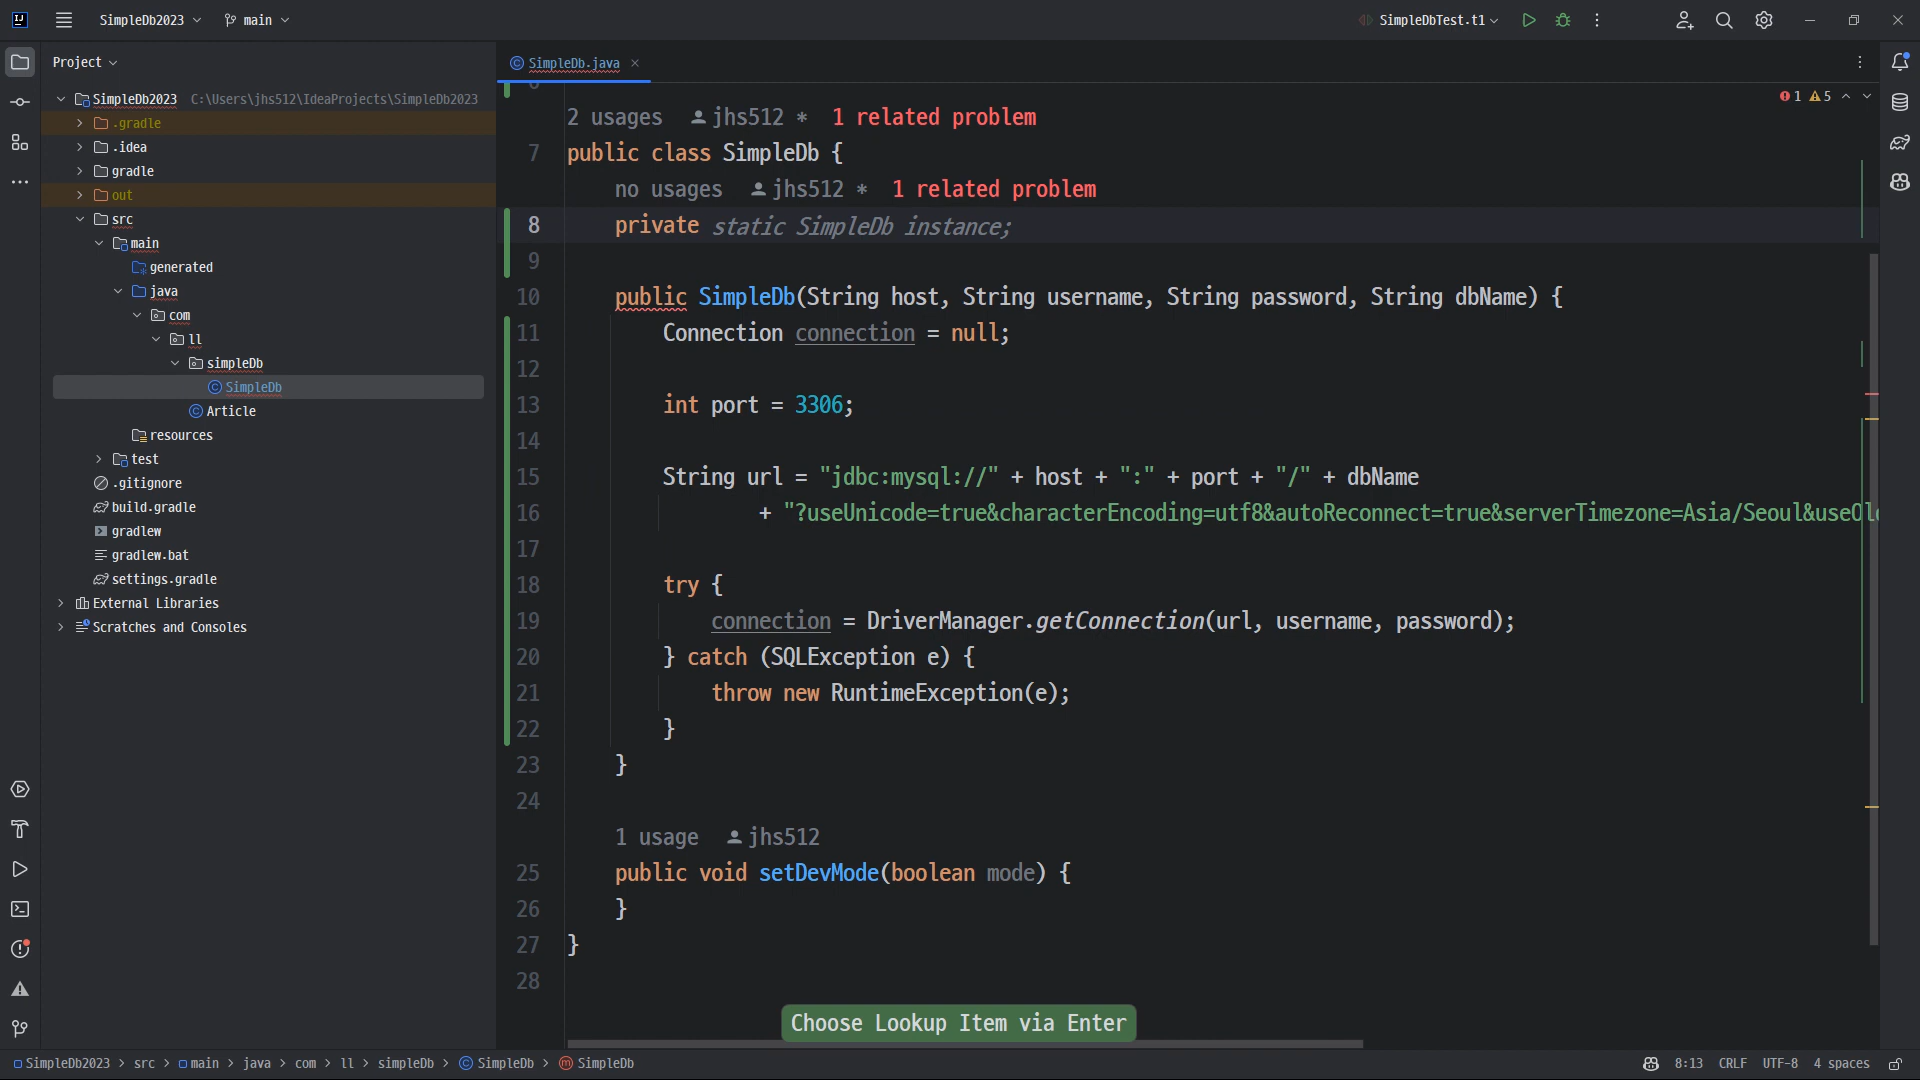 SimpleDb2023 main SimpleDbTest.t1
Project
SimpleDb2023 C:\Users\jhs512\IdeaProjects\SimpleDb2023
.gradle
.idea
gradle
out
src
main
generated
java
com
ll
simpleDb
SimpleDb
Article
resources
test
.gitignore
build.gradle
gradlew
gradlew.bat
settings.gradle
External Libraries
Scratches and Consoles
SimpleDb.java
1 5
2 usages jhs512 * 1 related problem
7 public class SimpleDb {
no usages jhs512 * 1 related problem
8 private static SimpleDb instance;
9
10 public SimpleDb(String host, String username, String password, String dbName) {
11 Connection connection = null;
12
13 int port = 3306;
14
15 String url = "jdbc:mysql://" + host + ":" + port + "/" + dbName
16 + "?useUnicode=true&characterEncoding=utf8&autoReconnect=true&serverTimezone=Asia/Seoul&useOl
17
18 try {
19 connection = DriverManager.getConnection(url, username, password);
20 } catch (SQLException e) {
21 throw new RuntimeException(e);
22 }
23 }
24
1 usage jhs512
25 public void setDevMode(boolean mode) {
26 }
27 }
28
Choose Lookup Item via Enter
SimpleDb2023 > src > main > java > com > ll > simpleDb > SimpleDb > SimpleDb 8:13 CRLF UTF-8 4 spaces